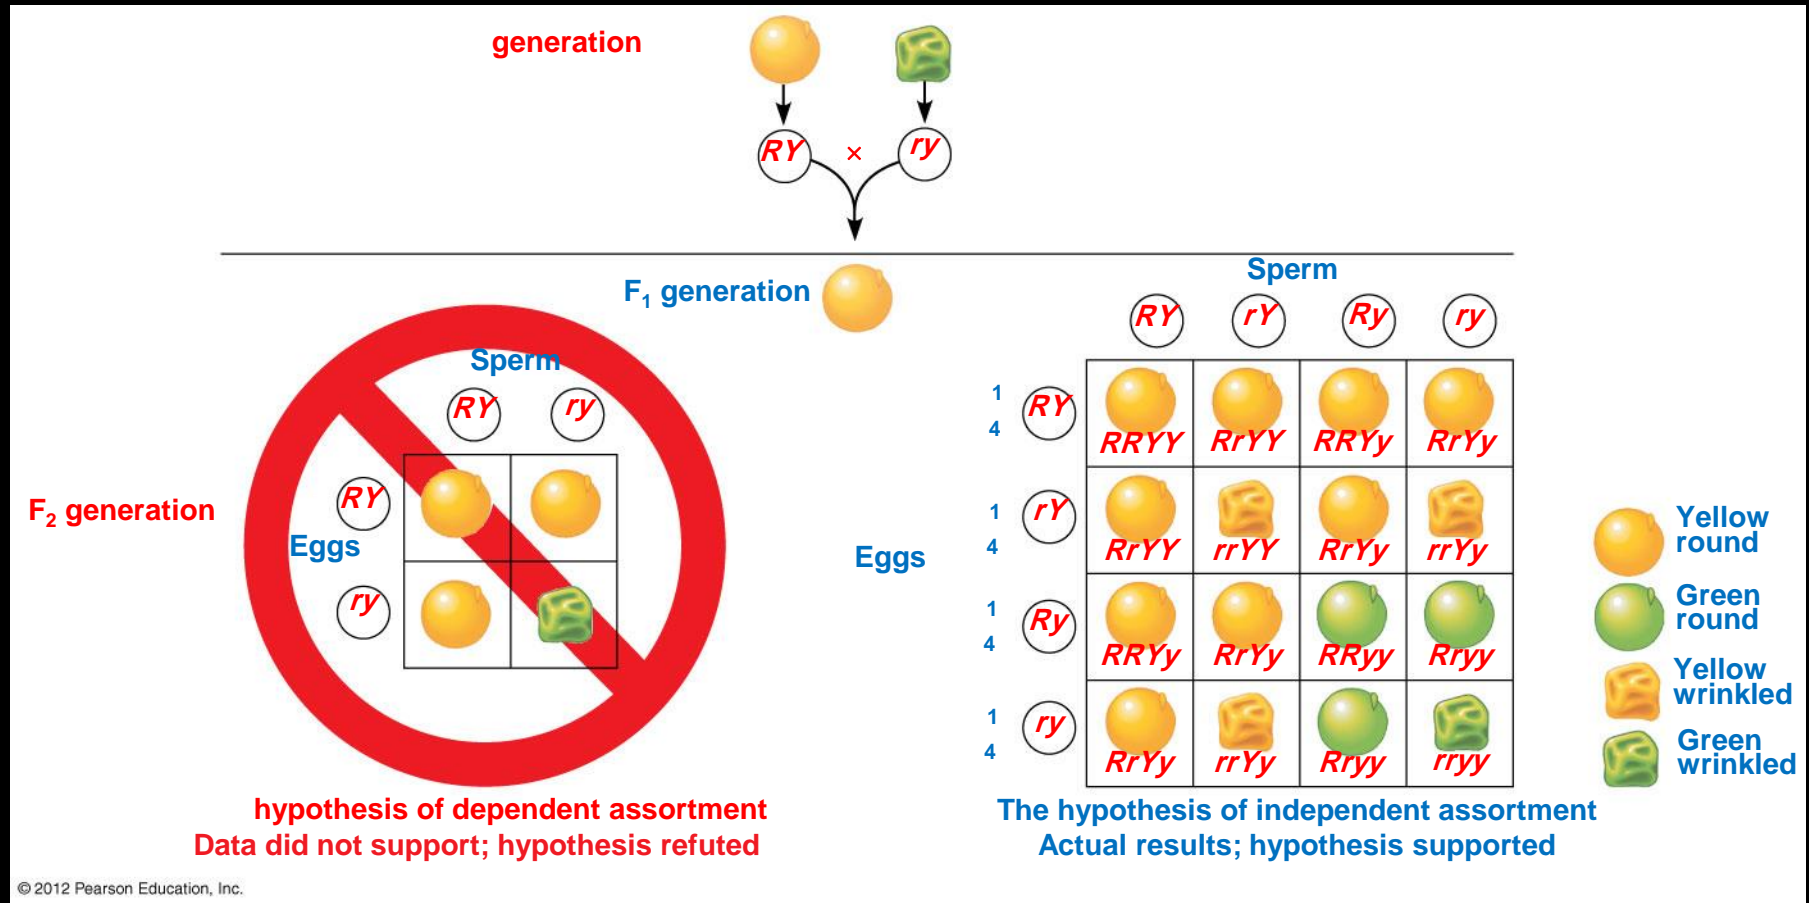 generation
RY × ry
F₁ generation
Sperm
RY rY Ry ry
1
4
RY
RRYY RrYY RRYy RrYy
1
4
rY
RrYY rrYY RrYy rrYy
Eggs
1
4
Ry
RRYy RrYy RRyy Rryy
1
4
ry
RrYy rrYy Rryy rryy
Sperm
RY ry
RY
F₂ generation
Eggs
ry
Yellow
round
Green
round
Yellow
wrinkled
Green
wrinkled
hypothesis of dependent assortment
Data did not support; hypothesis refuted
The hypothesis of independent assortment
Actual results; hypothesis supported
© 2012 Pearson Education, Inc.